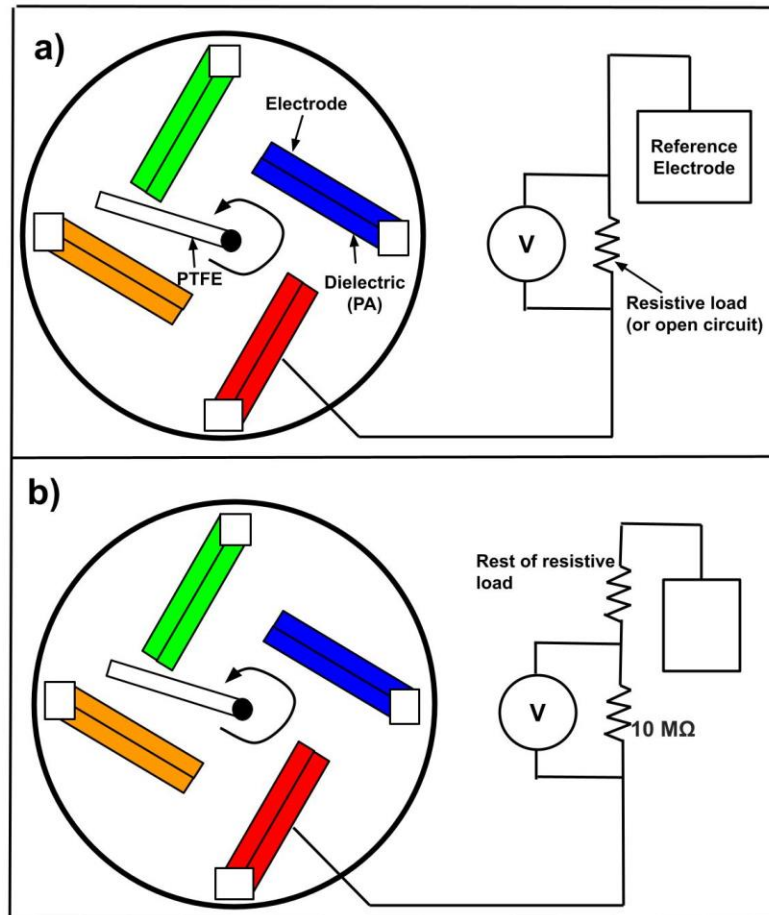 a)
Electrode
PTFE
Dielectric
(PA)
V
Reference
Electrode
Resistive load
(or open circuit)
b)
Rest of resistive
load
V
10 MΩ